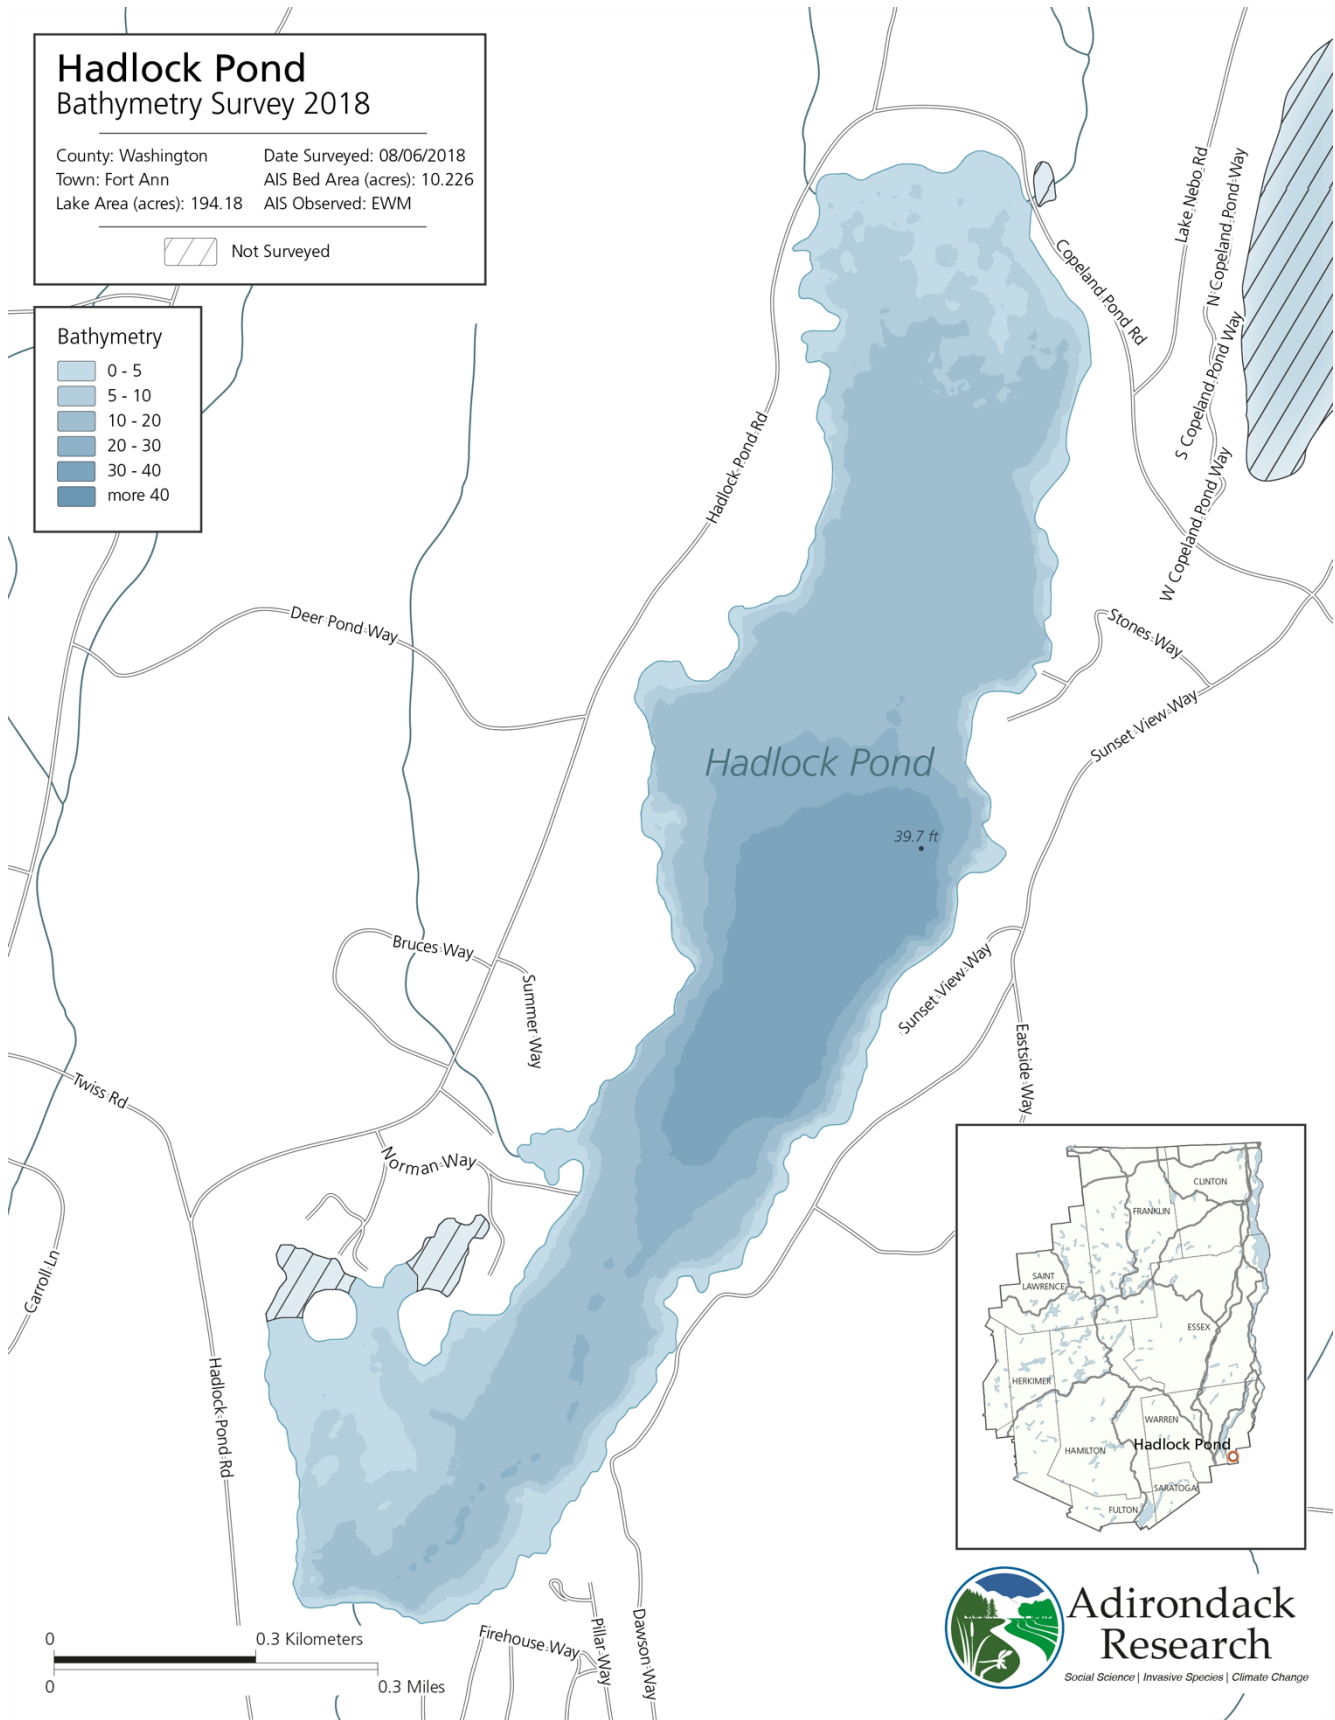 Hadlock Pond
Bathymetry Survey 2018
County: Washington
Date Surveyed: 08/06/2018
Town: Fort Ann
AIS Bed Area (acres): 10.226
Lake Area (acres): 194.18
AIS Observed: EWM
Not Surveyed
Bathymetry
0 - 5
5 - 10
10 - 20
20 - 30
30 - 40
more 40
Lake Nebo Rd
N Copeland Pond Way
Copeland Pond Rd
S Copeland Pond Way
Hadlock Pond Rd
W Copeland Pond Way
Deer Pond Way
Stones Way
Sunset View Way
Hadlock Pond
39.7 ft
Bruces Way
Summer Way
Sunset View Way
Eastside Way
Twiss Rd
Norman Way
Carroll Ln
Hadlock Pond Rd
CLINTON
FRANKLIN
SAINT
LAWRENCE
ESSEX
HERKIMER
WARREN
Hadlock Pond
HAMILTON
SARATOGA
FULTON
Firehouse Way
Pillar Way
Dawson Way
0
0.3 Kilometers
0
0.3 Miles
Adirondack
Research
Social Science | Invasive Species | Climate Change